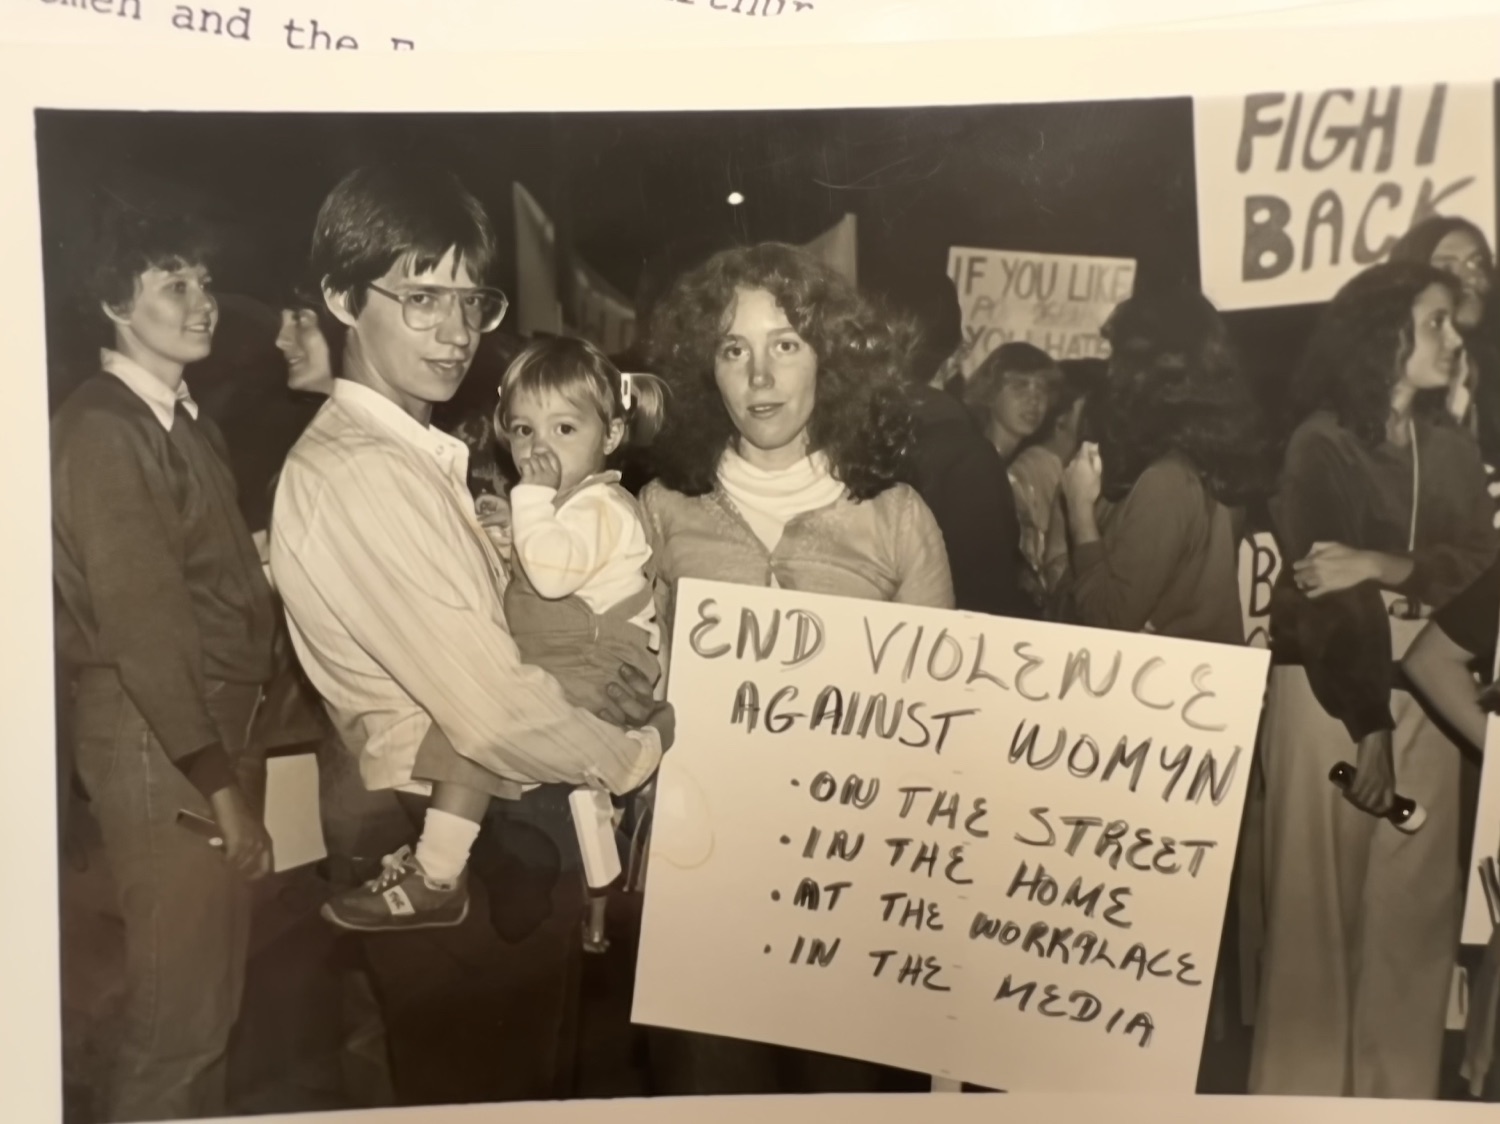 and the
FIGHT
BACK
IF YOU LIKE
YOU HATE
END VIOLENCE
AGAINST WOMYN
• ON THE STREET
• IN THE HOME
• AT THE WORKPLACE
• IN THE MEDIA